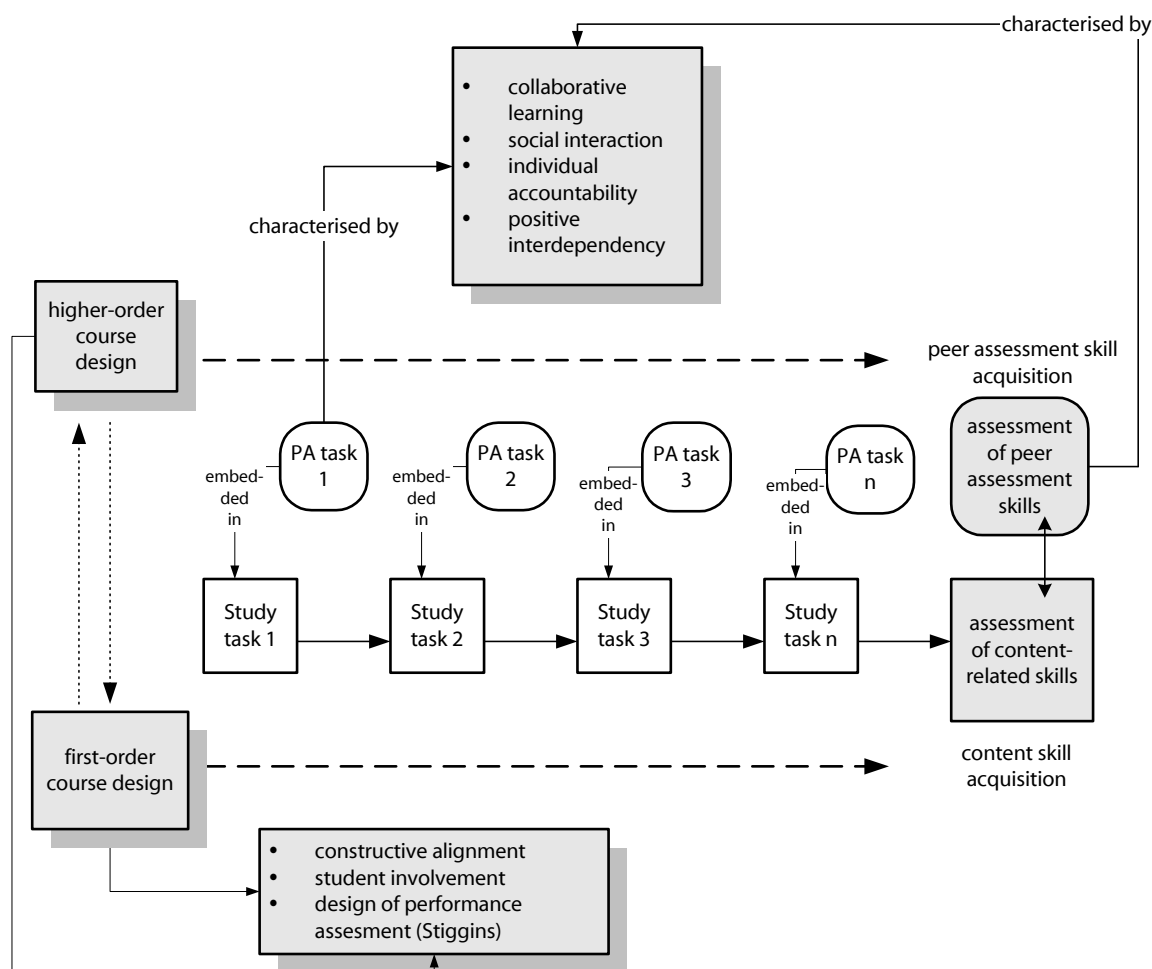 characterised by
• collaborative
learning
• social interaction
• individual
accountability
• positive
interdependency
characterised by
higher-order
course
design
peer assessment skill
acquisition
PA task
1
PA task
2
PA task
3
PA task
n
assessment
of peer
assessment
skills
embed-
ded
in
embed-
ded
in
embed-
ded
in
embed-
ded
in
Study
task 1
Study
task 2
Study
task 3
Study
task n
assessment
of content-
related skills
first-order
course design
content skill
acquisition
• constructive alignment
• student involvement
• design of performance
assesment (Stiggins)